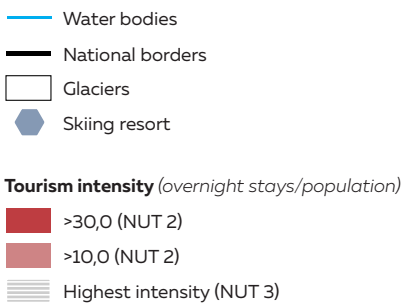 Water bodies
National borders
Glaciers
Skiing resort
Tourism intensity (overnight stays/population)
>30,0 (NUT 2)
>10,0 (NUT 2)
Highest intensity (NUT 3)